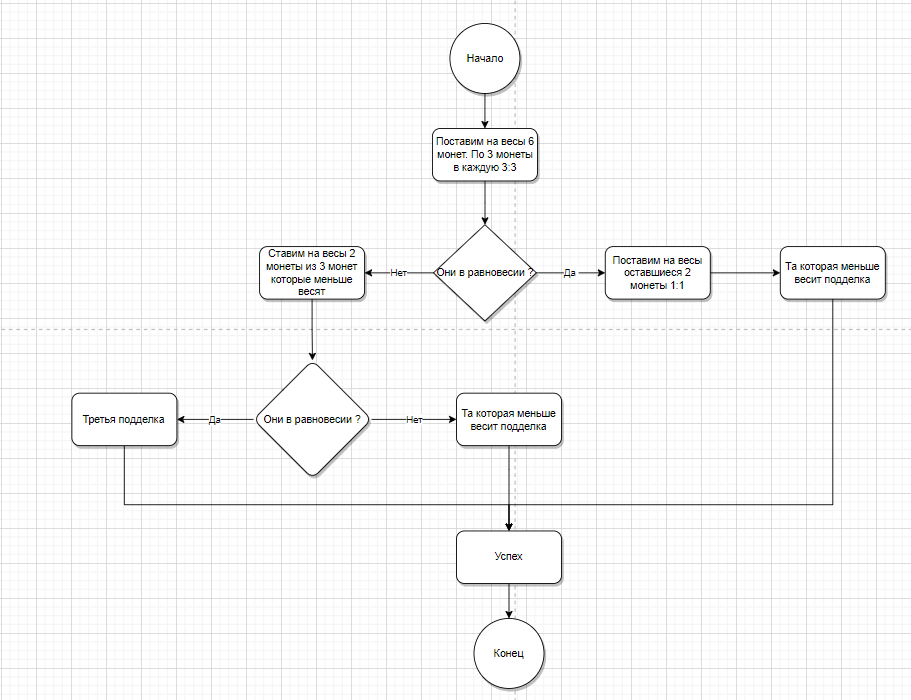 Начало
Поставим на весы 6
монет. По 3 монеты
в каждую 3:3
Ставим на весы 2
монеты из 3 монет
которые меньше
весят
Нет
Они в равновесии ?
Да
Поставим на весы
оставшиеся 2
монеты 1:1
Та которая меньше
весит подделка
Третья подделка
Да
Они в равновесии ?
Нет
Та которая меньше
весит подделка
Успех
Конец